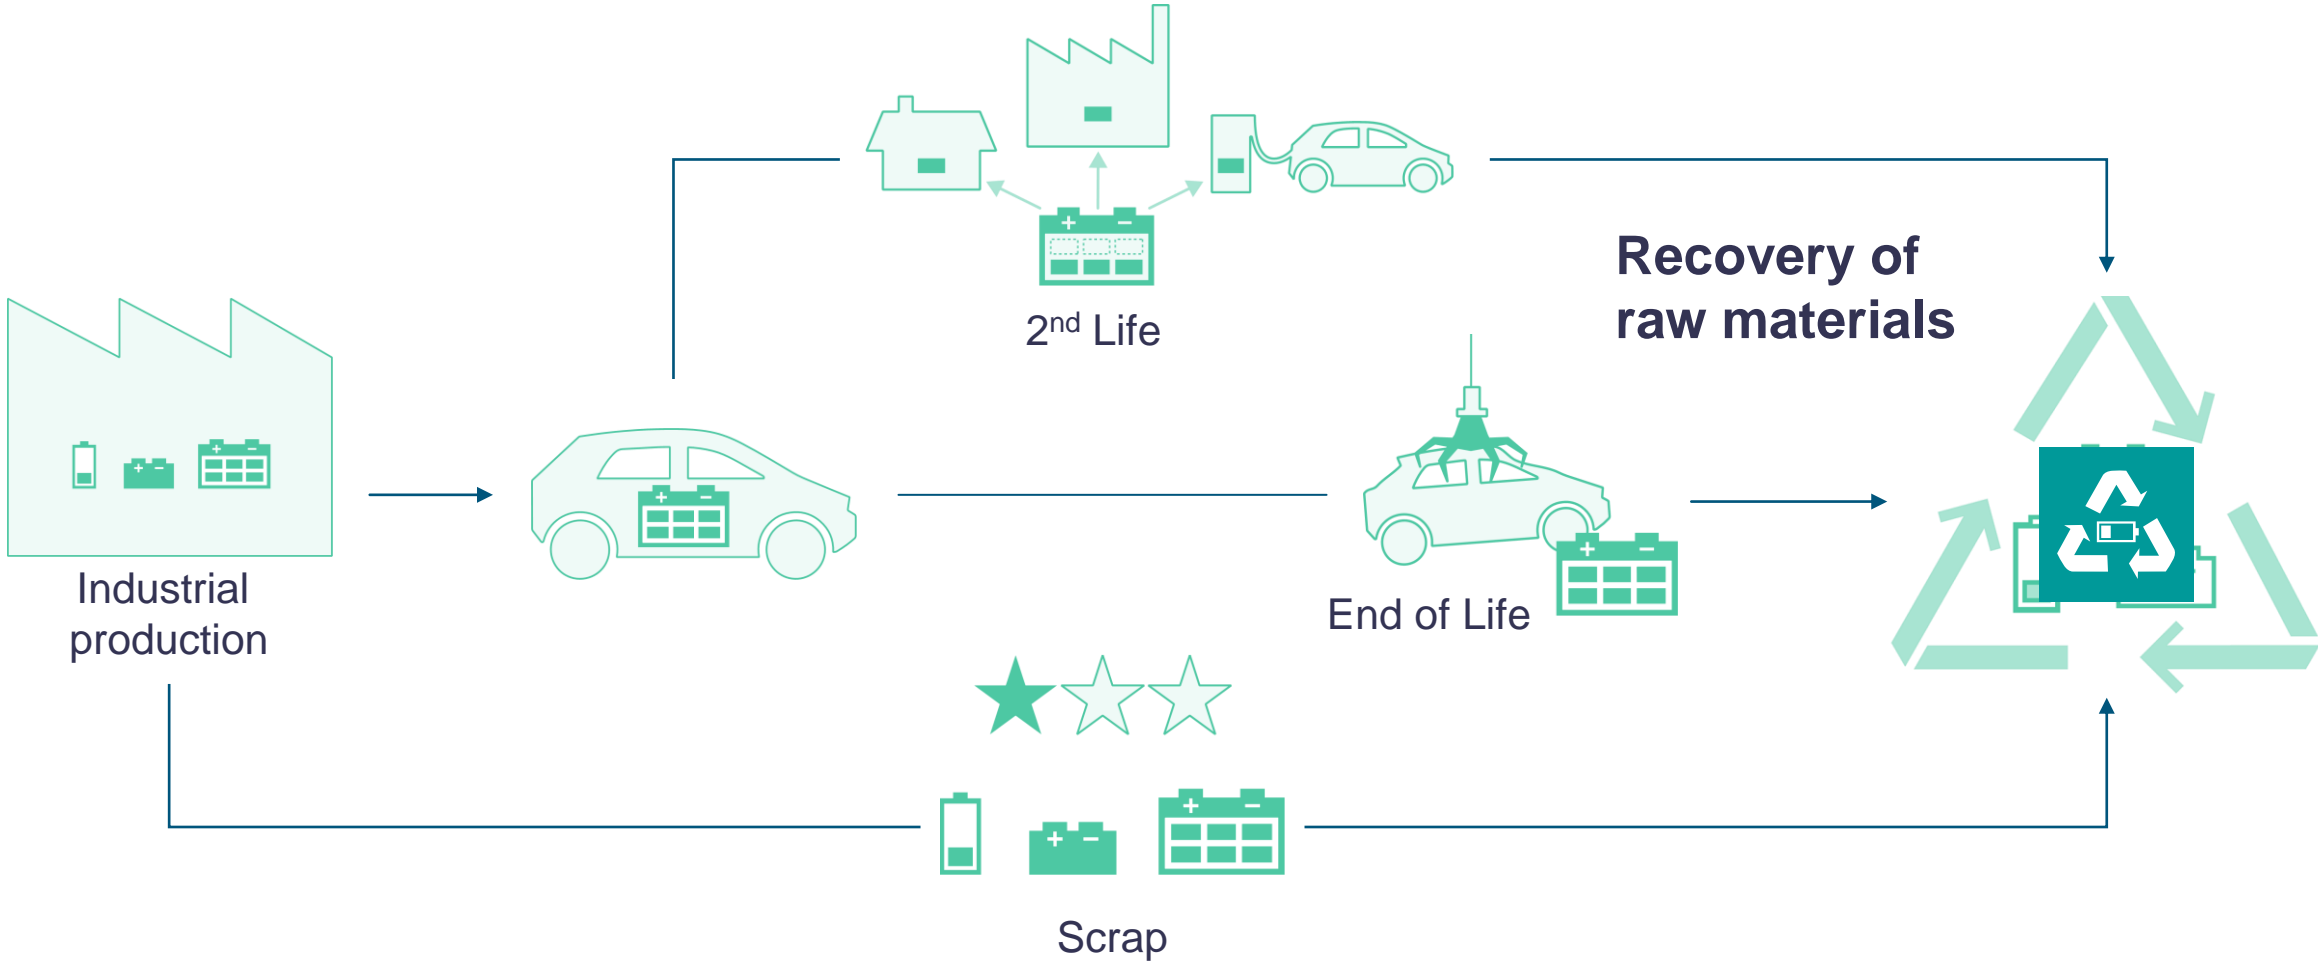 2nd Life
Recovery of
raw materials
Industrial
production
End of Life
Scrap